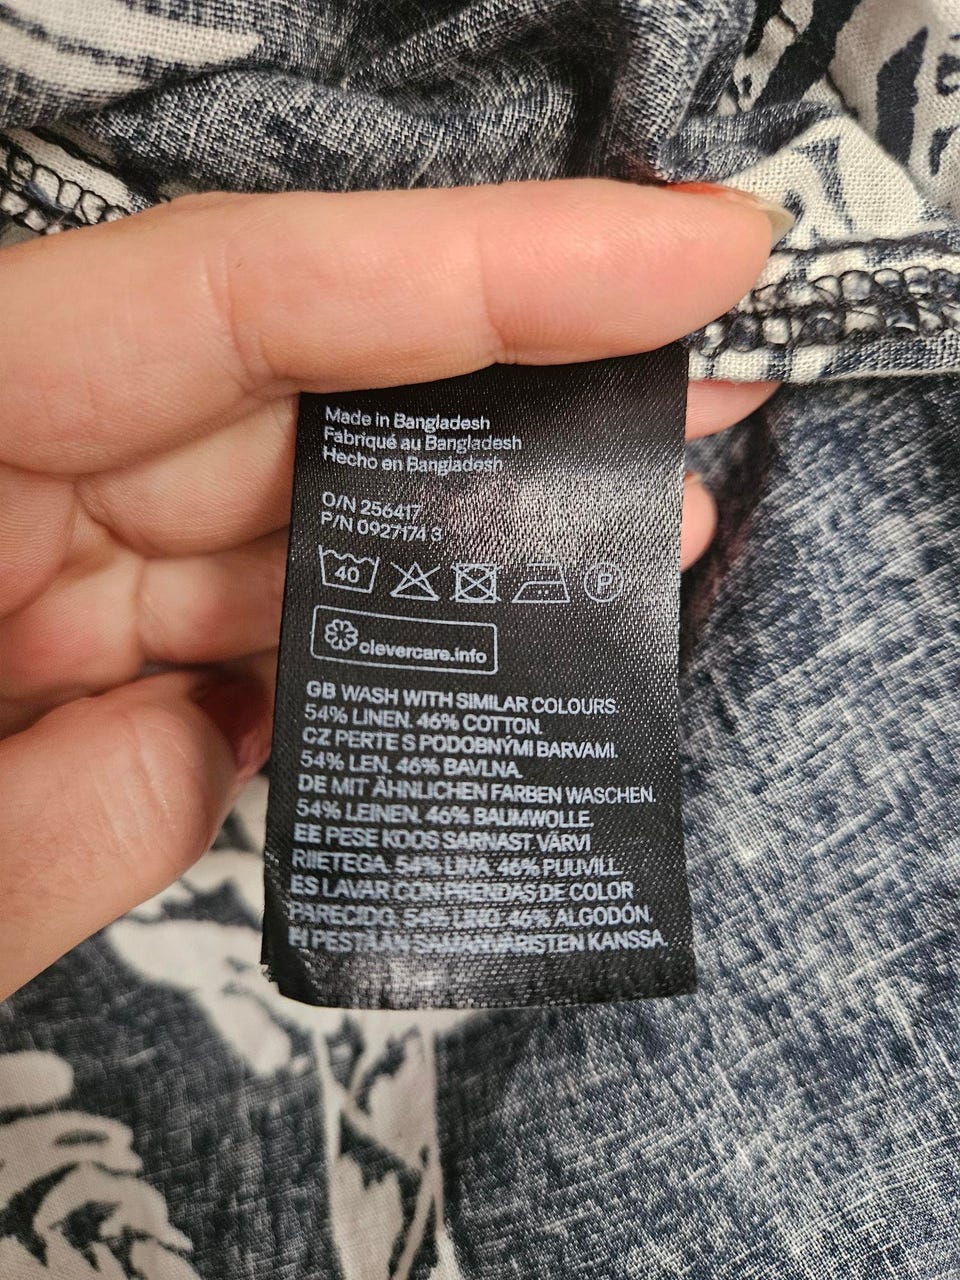 Made in Bangladesh
Fabriqué au Bangladesh
Hecho en Bangladesh
O/N 256417
P/N 0927174 3
40
P
clevercare.info
GB WASH WITH SIMILAR COLOURS.
54% LINEN. 46% COTTON.
CZ PERTE S PODOBNÝMI BARVAMI.
54% LEN. 46% BAVLNA.
DE MIT ÄHNLICHEN FARBEN WASCHEN.
54% LEINEN. 46% BAUMWOLLE.
EE PESE KOOS SARNAST VÄRVI
RIIETEGA. 54% LINA. 46% PUUVILL.
ES LAVAR CON PRENDAS DE COLOR
PARECIDO. 54% LINO. 46% ALGODÓN.
FI PESTÄÄN SAMANVÄRISTEN KANSSA.